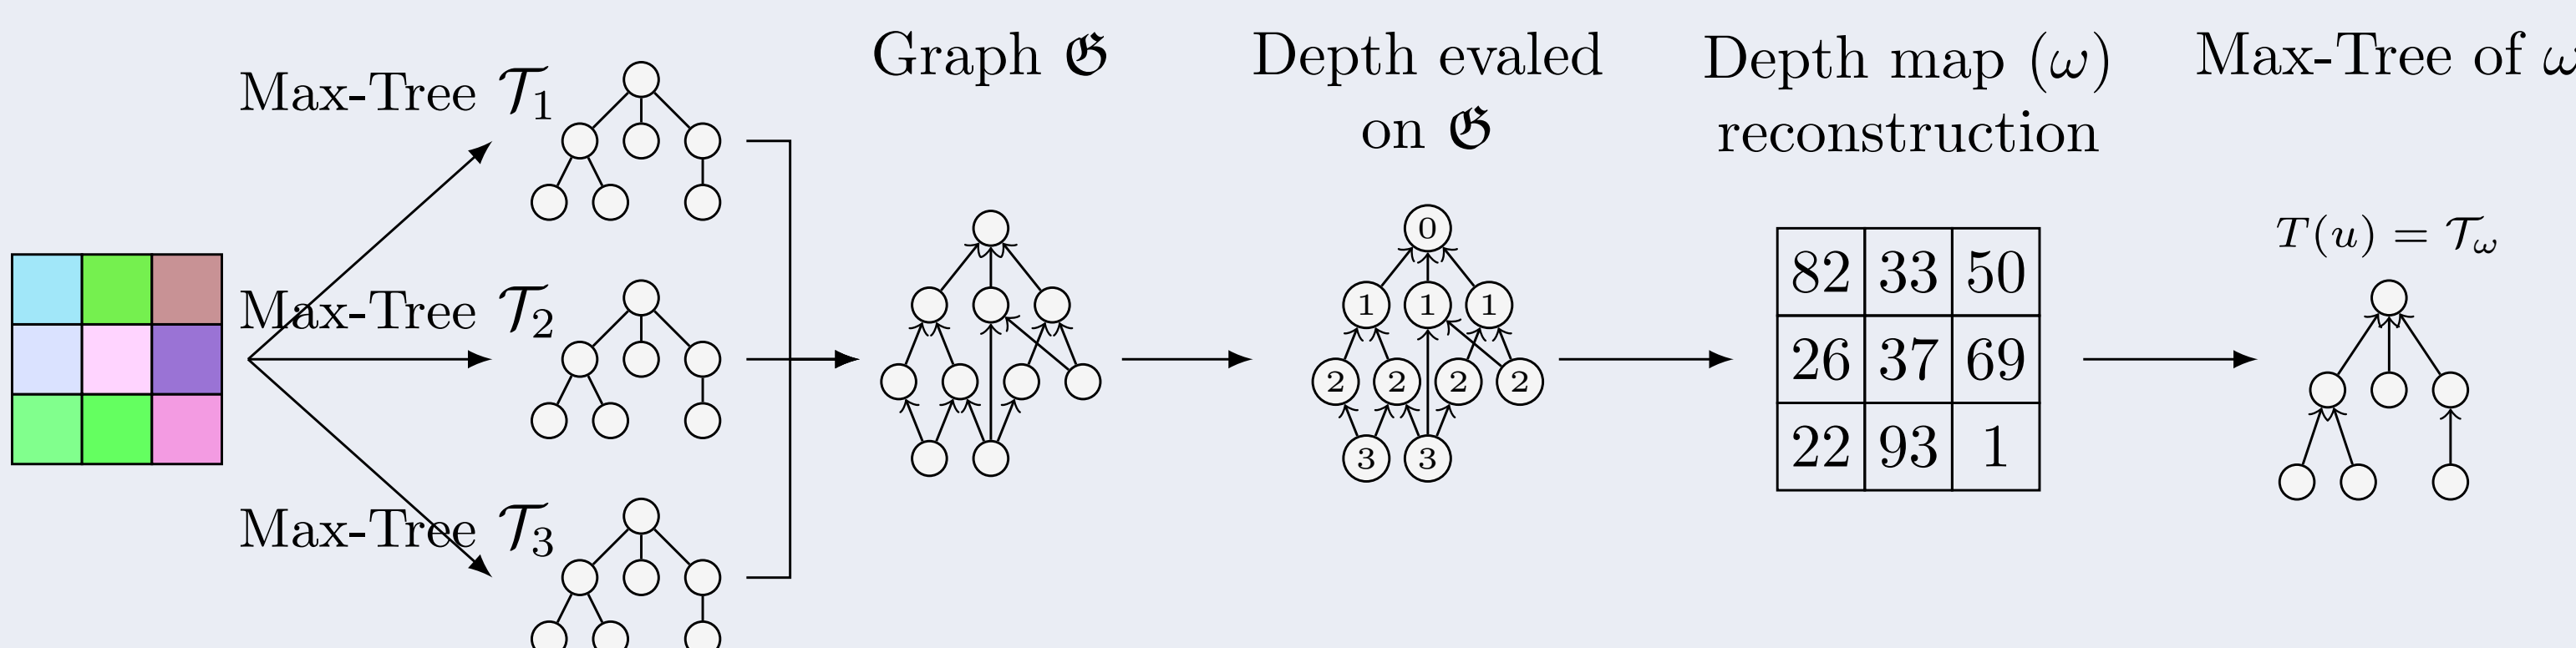 Max-Tree 𝒯₁
Max-Tree 𝒯₂
Max-Tree 𝒯₃
Graph 𝔊
Depth evaled
on 𝔊
0
1 1 1
2 2 2 2
3 3
Depth map (ω)
reconstruction
82 33 50
26 37 69
22 93 1
Max-Tree of ω
T(u) = 𝒯_ω